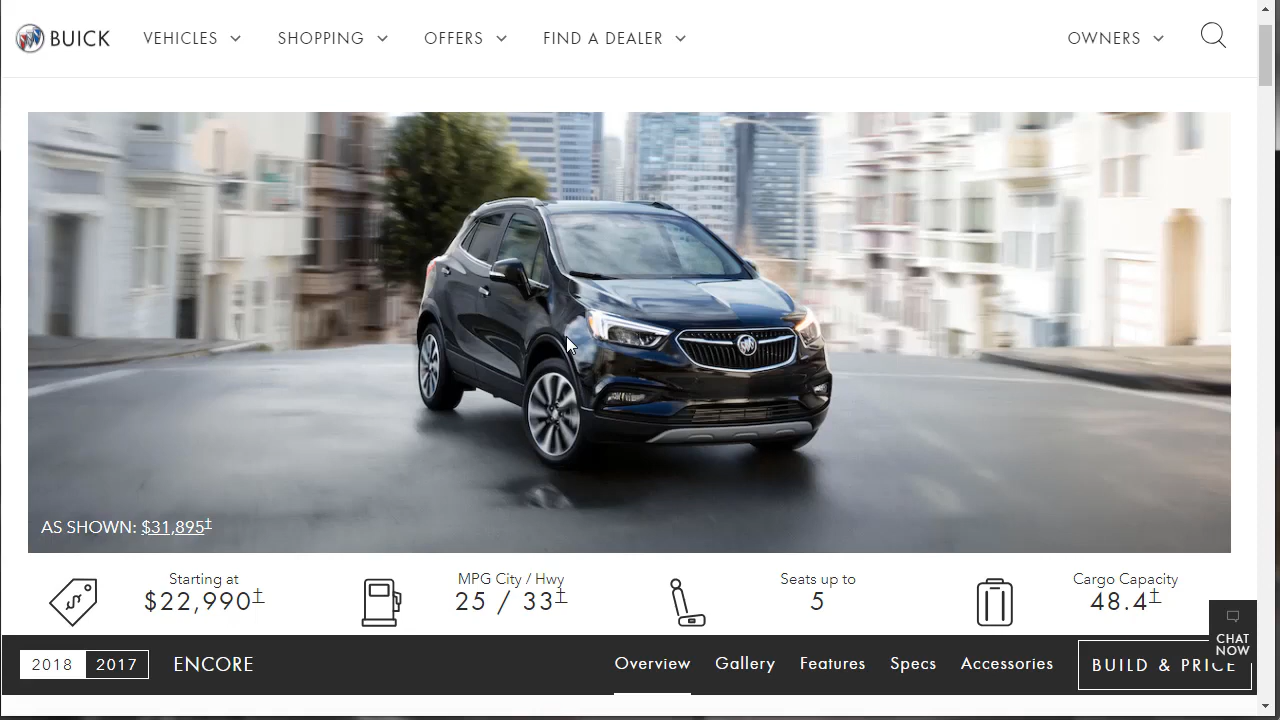 BUICK VEHICLES SHOPPING OFFERS FIND A DEALER OWNERS
AS SHOWN: $31,895‡
Starting at
$22,990‡
MPG City / Hwy
25 / 33‡
Seats up to
5
Cargo Capacity
48.4‡
CHAT
NOW
2018 2017 ENCORE Overview Gallery Features Specs Accessories BUILD & PRICE